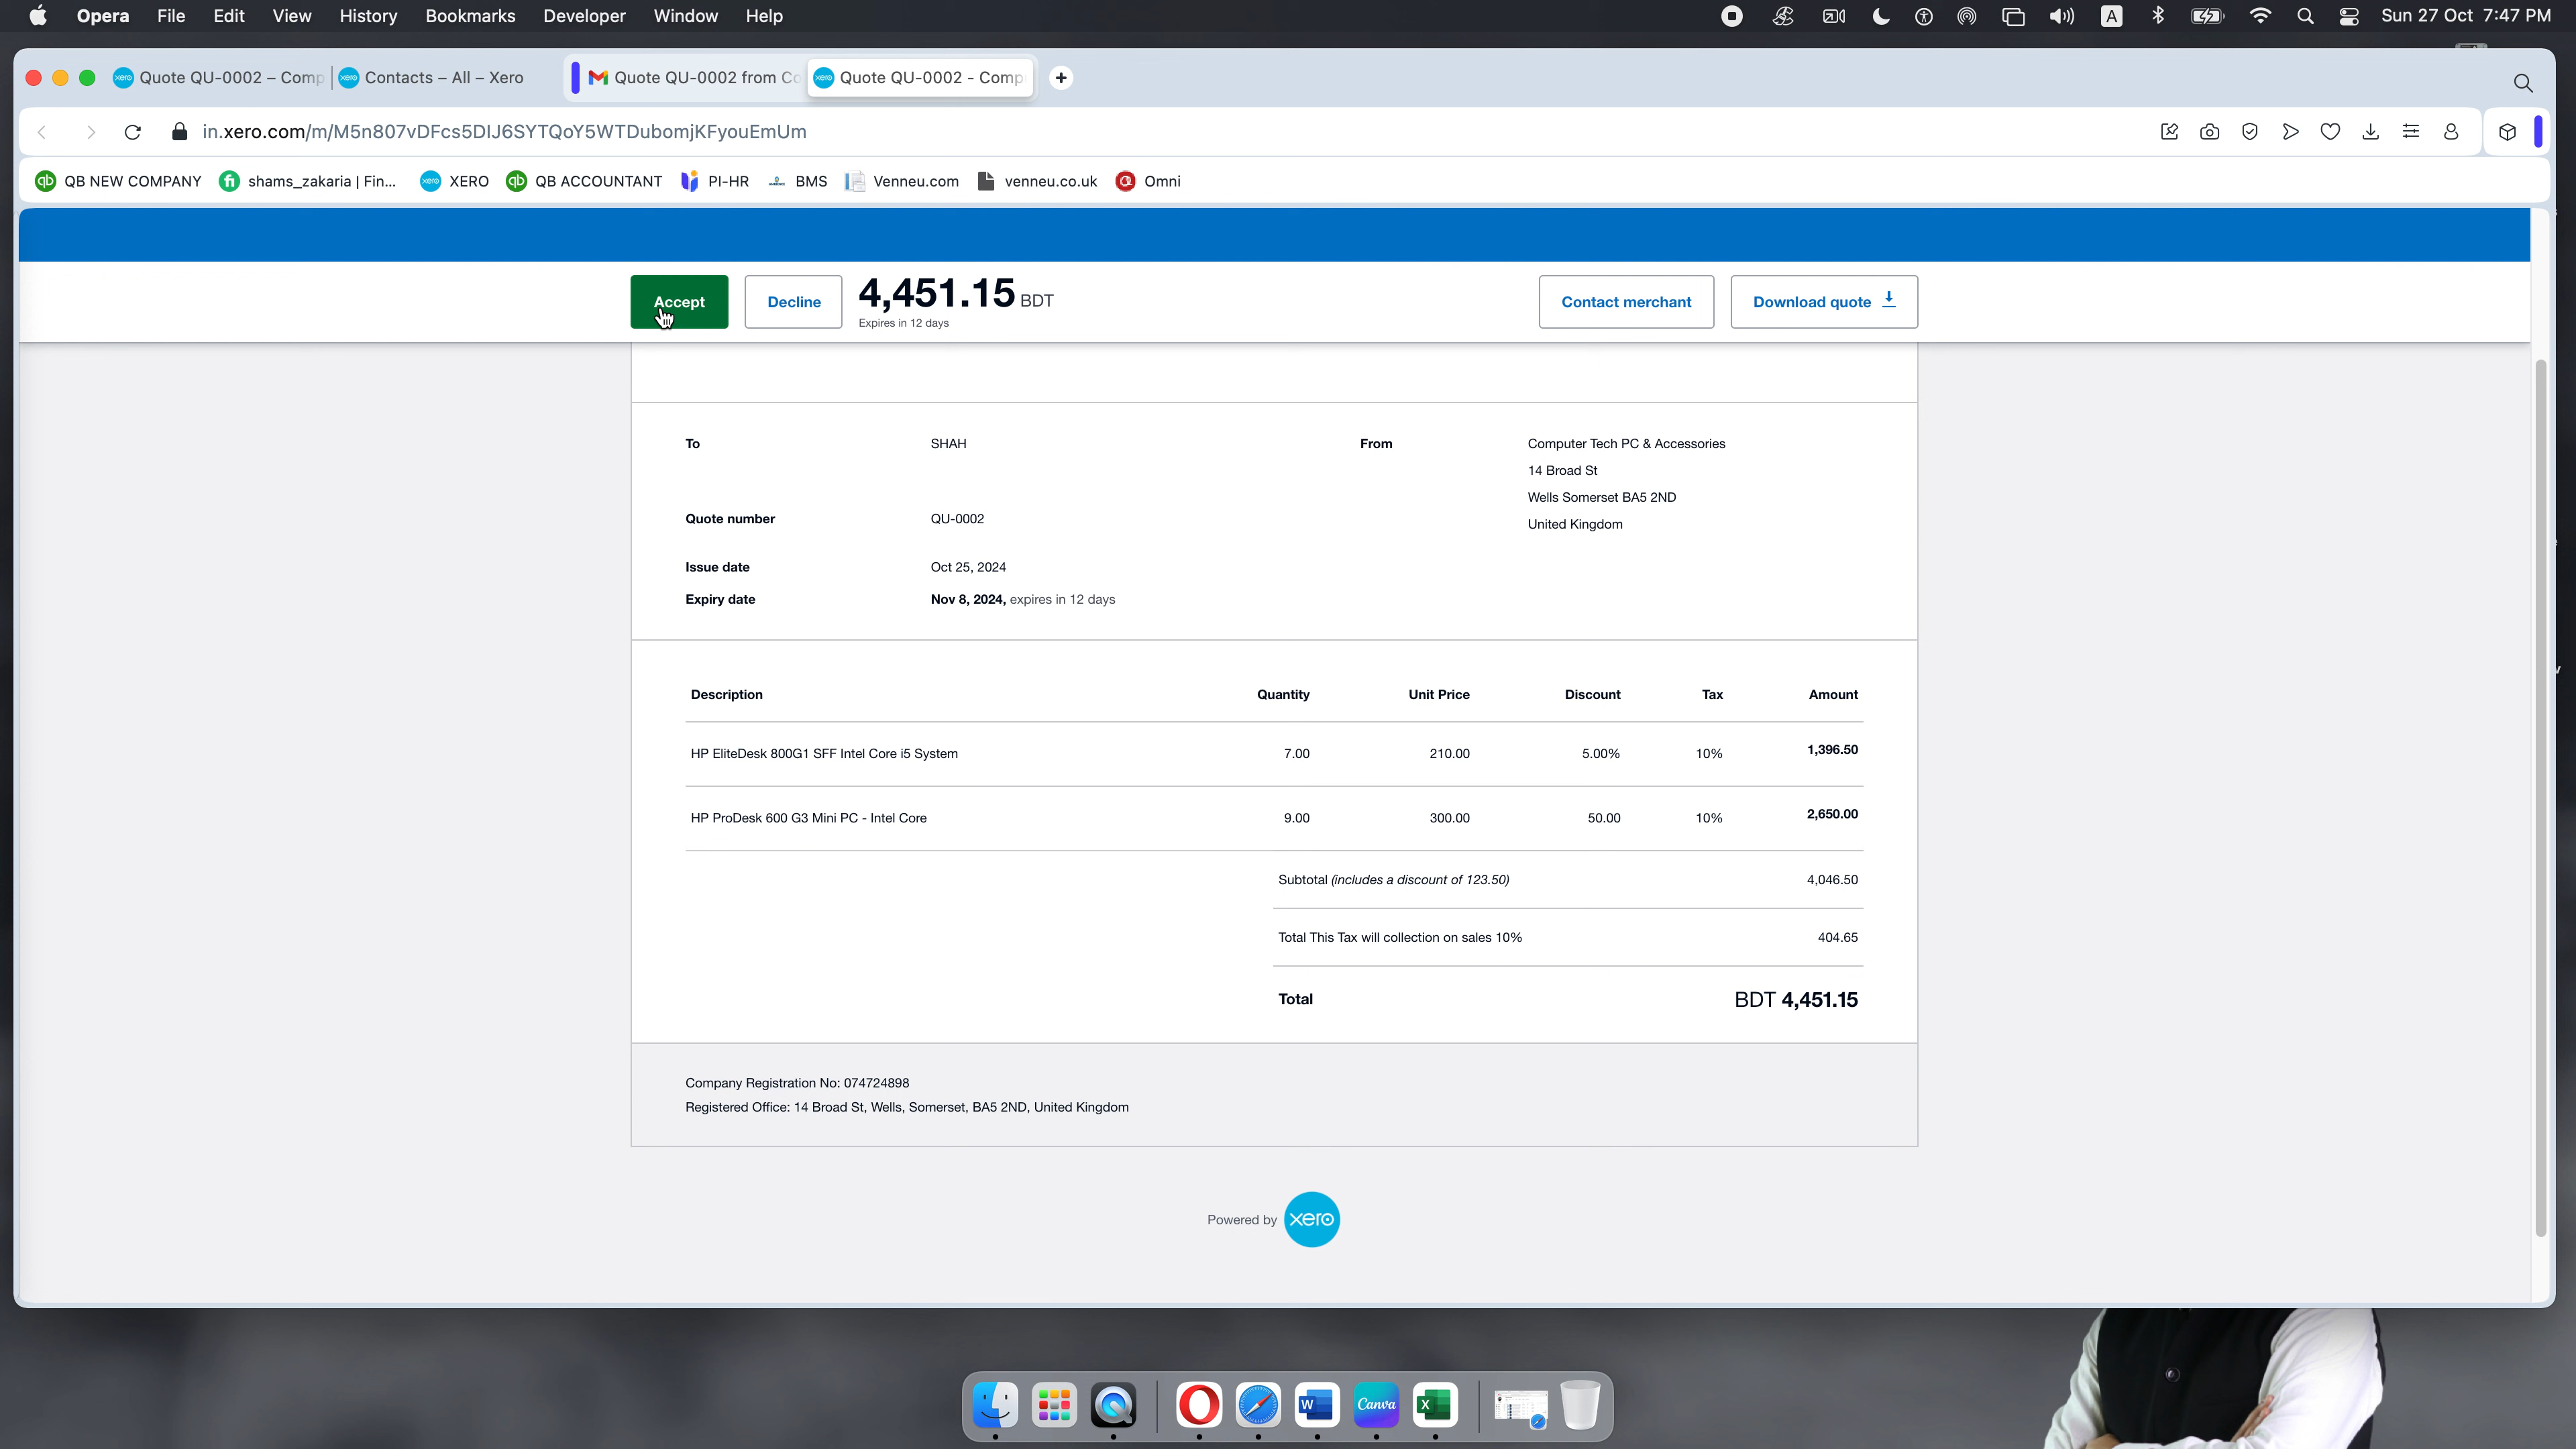 Opera File Edit View History Bookmarks Developer Window Help A Sun 27 Oct 7:47 PM
xero Quote QU-0002 – Comp xero Contacts – All – Xero Quote QU-0002 from Co xero Quote QU-0002 - Comp
in.xero.com/m/M5n807vDFcs5DIJ6SYTQoY5WTDubomjKFyouEmUm
qb QB NEW COMPANY fi shams_zakaria | Fin... xero XERO qb QB ACCOUNTANT PI-HR BMS Venneu.com venneu.co.uk Omni
Accept Decline 4,451.15 BDT Contact merchant Download quote
Expires in 12 days
To SHAH From Computer Tech PC & Accessories
14 Broad St
Wells Somerset BA5 2ND
Quote number QU-0002 United Kingdom
Issue date Oct 25, 2024
Expiry date Nov 8, 2024, expires in 12 days
Description Quantity Unit Price Discount Tax Amount
HP EliteDesk 800G1 SFF Intel Core i5 System 7.00 210.00 5.00% 10% 1,396.50
HP ProDesk 600 G3 Mini PC - Intel Core 9.00 300.00 50.00 10% 2,650.00
Subtotal (includes a discount of 123.50) 4,046.50
Total This Tax will collection on sales 10% 404.65
Total BDT 4,451.15
Company Registration No: 074724898
Registered Office: 14 Broad St, Wells, Somerset, BA5 2ND, United Kingdom
Powered by xero
W Canva X